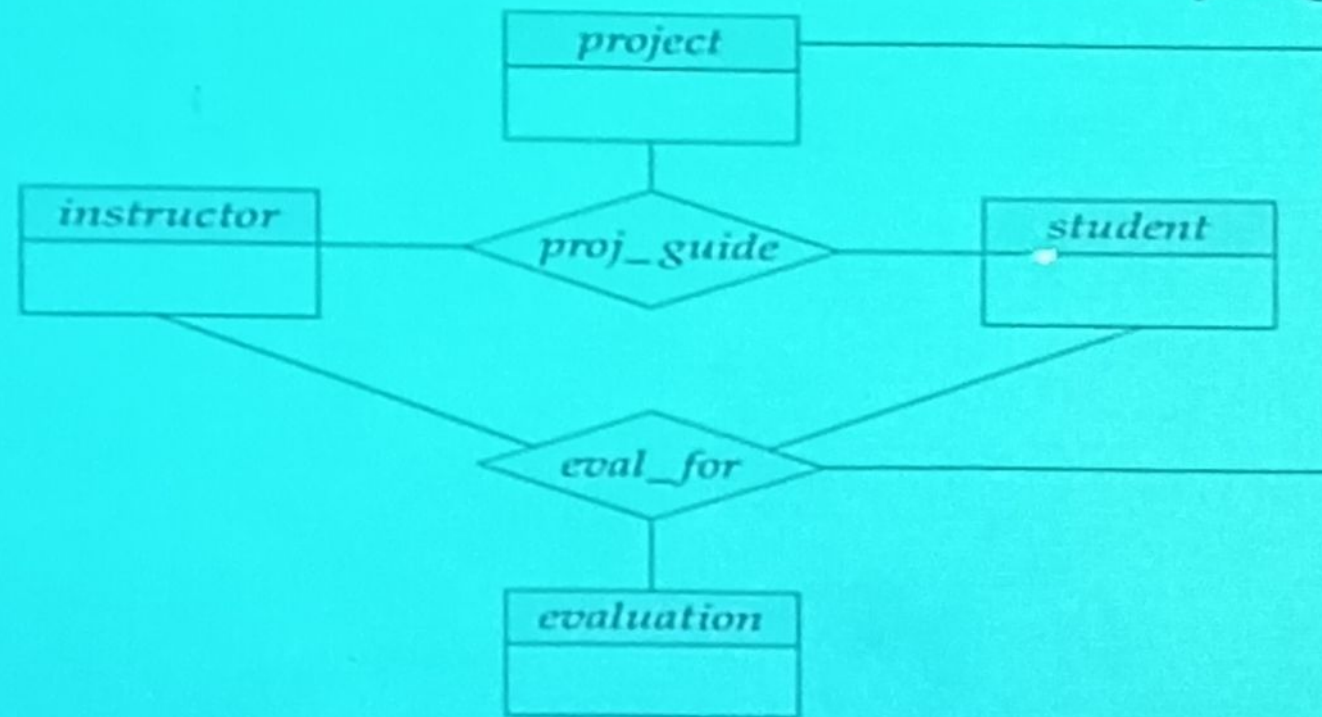 project
instructor
proj_guide
student
eval_for
evaluation